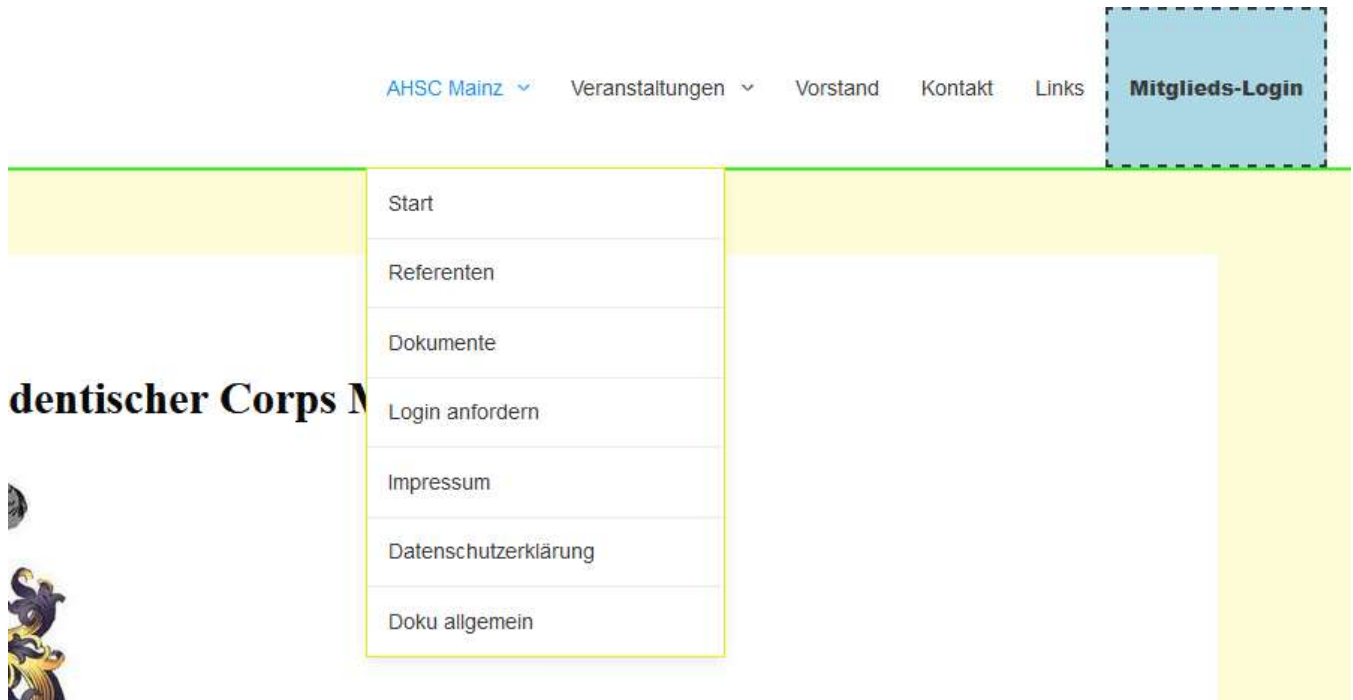 AHSC Mainz
Veranstaltungen
Vorstand
Kontakt
Links
Mitglieds-Login
Start
Referenten
Dokumente
dentischer Corps
Login anfordern
Impressum
Datenschutzerklärung
Doku allgemein